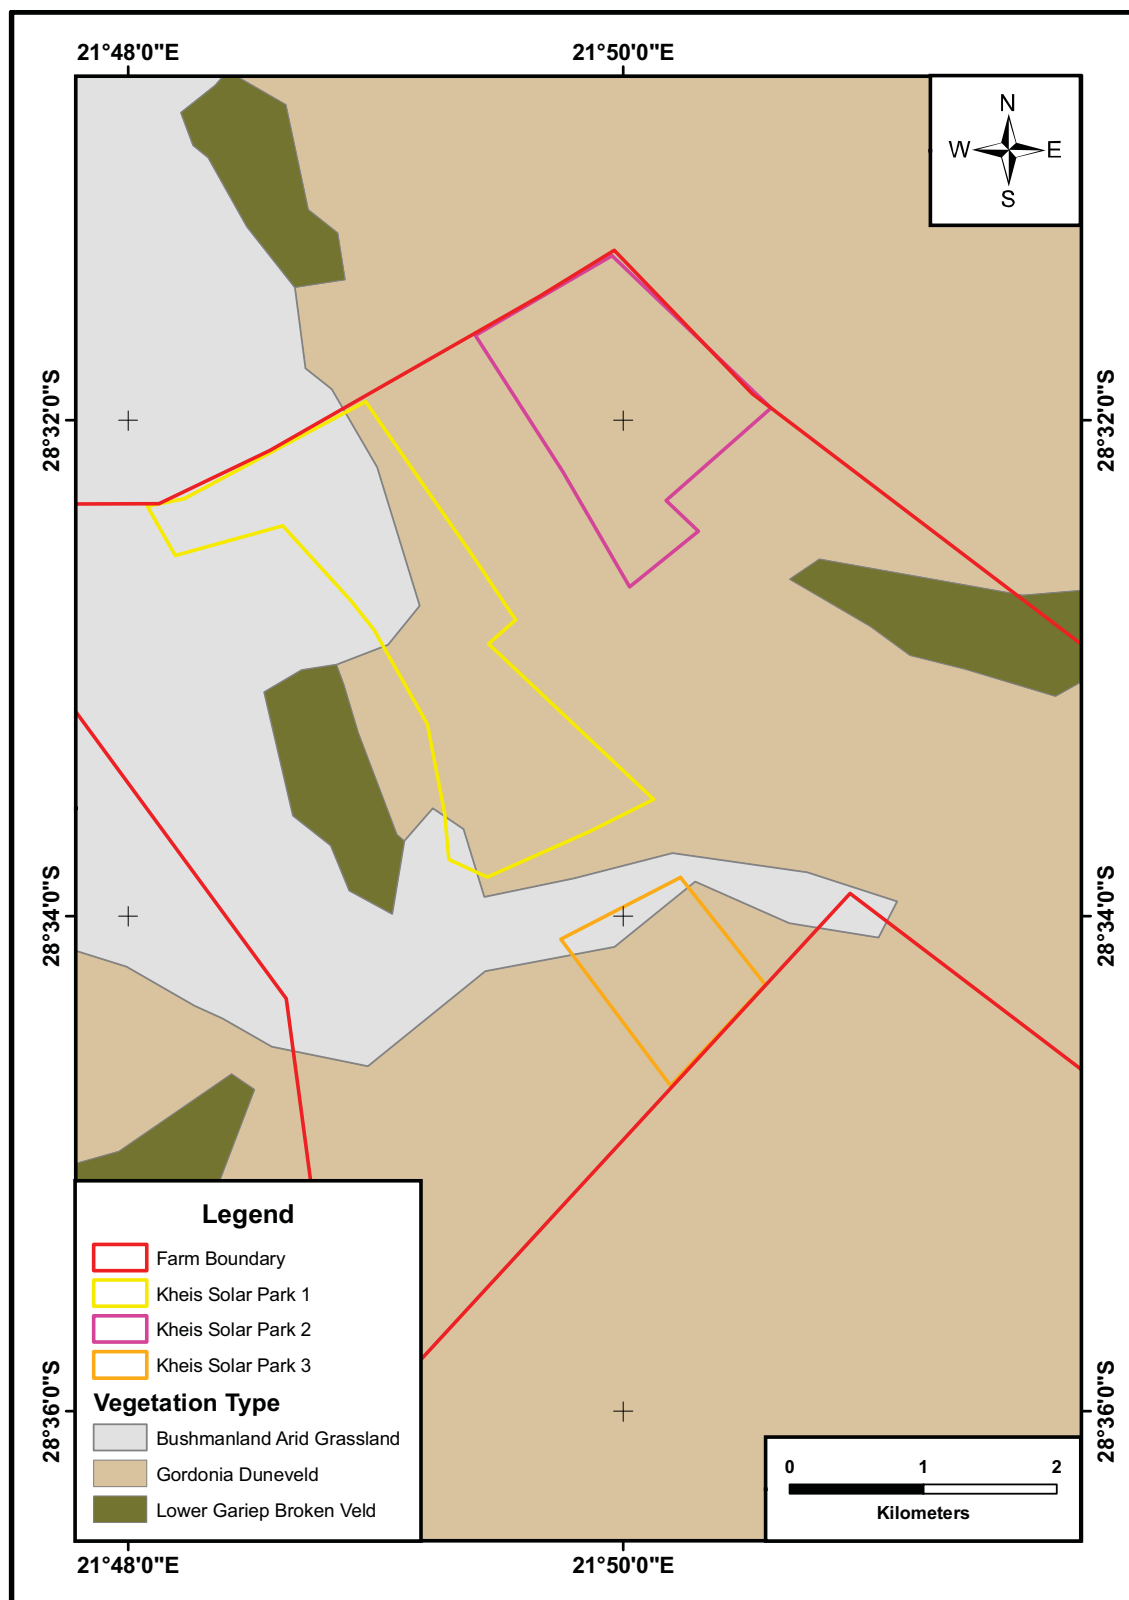 21°48'0"E 21°50'0"E
N
W E
S
28°32'0"S 28°32'0"S
28°34'0"S 28°34'0"S
28°36'0"S 28°36'0"S
Legend
Farm Boundary
Kheis Solar Park 1
Kheis Solar Park 2
Kheis Solar Park 3
Vegetation Type
Bushmanland Arid Grassland
Gordonia Duneveld
Lower Gariep Broken Veld
0 1 2
Kilometers
21°48'0"E 21°50'0"E